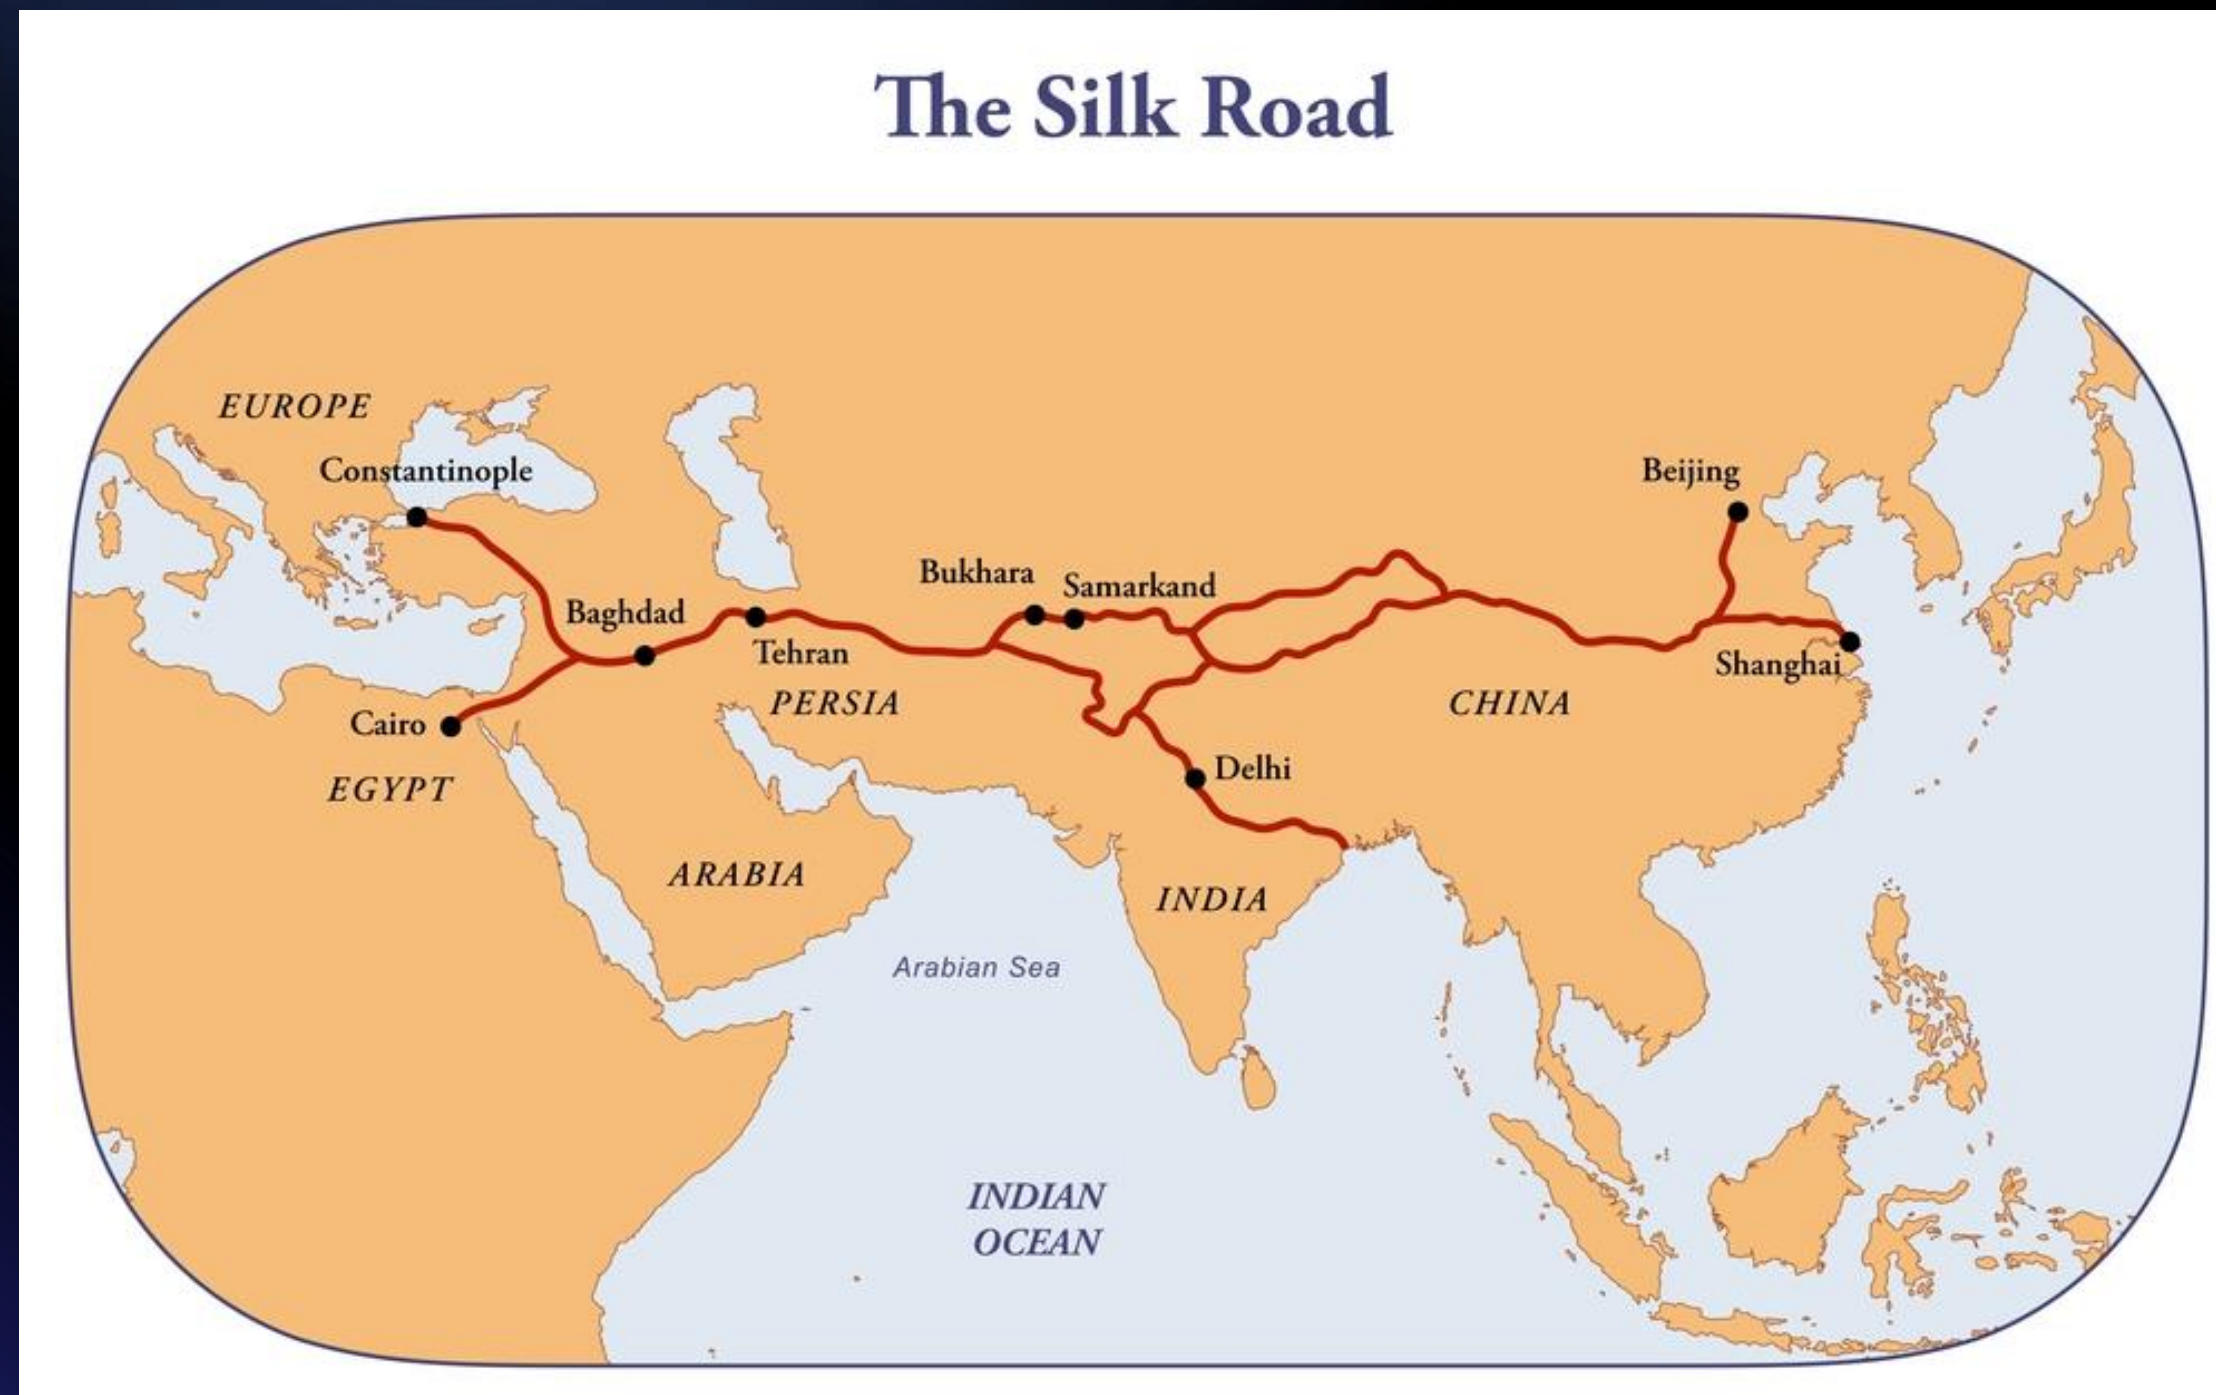 The Silk Road
EUROPE
Constantinople
Beijing
Bukhara
Samarkand
Baghdad
Tehran
Shanghai
PERSIA
CHINA
Cairo
Delhi
EGYPT
ARABIA
INDIA
Arabian Sea
INDIAN
OCEAN